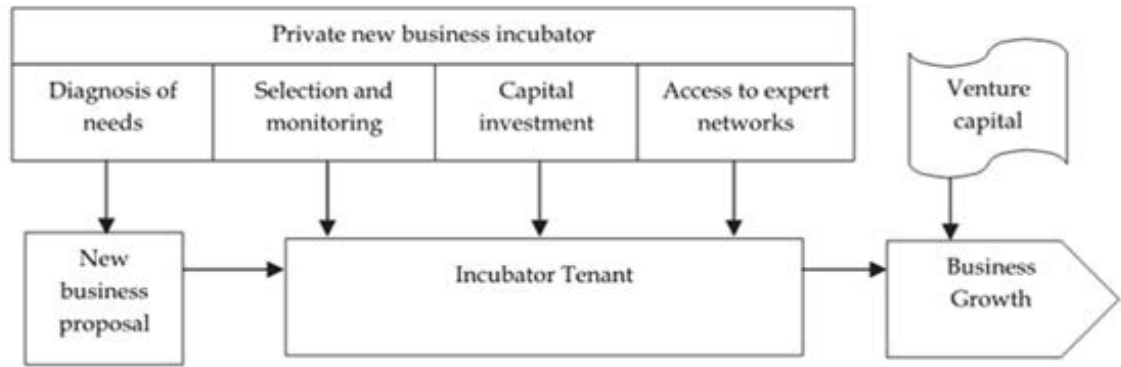 Private new business incubator
Diagnosis of
needs
Selection and
monitoring
Capital
investment
Access to expert
networks
Venture
capital
New
business
proposal
Incubator Tenant
Business
Growth